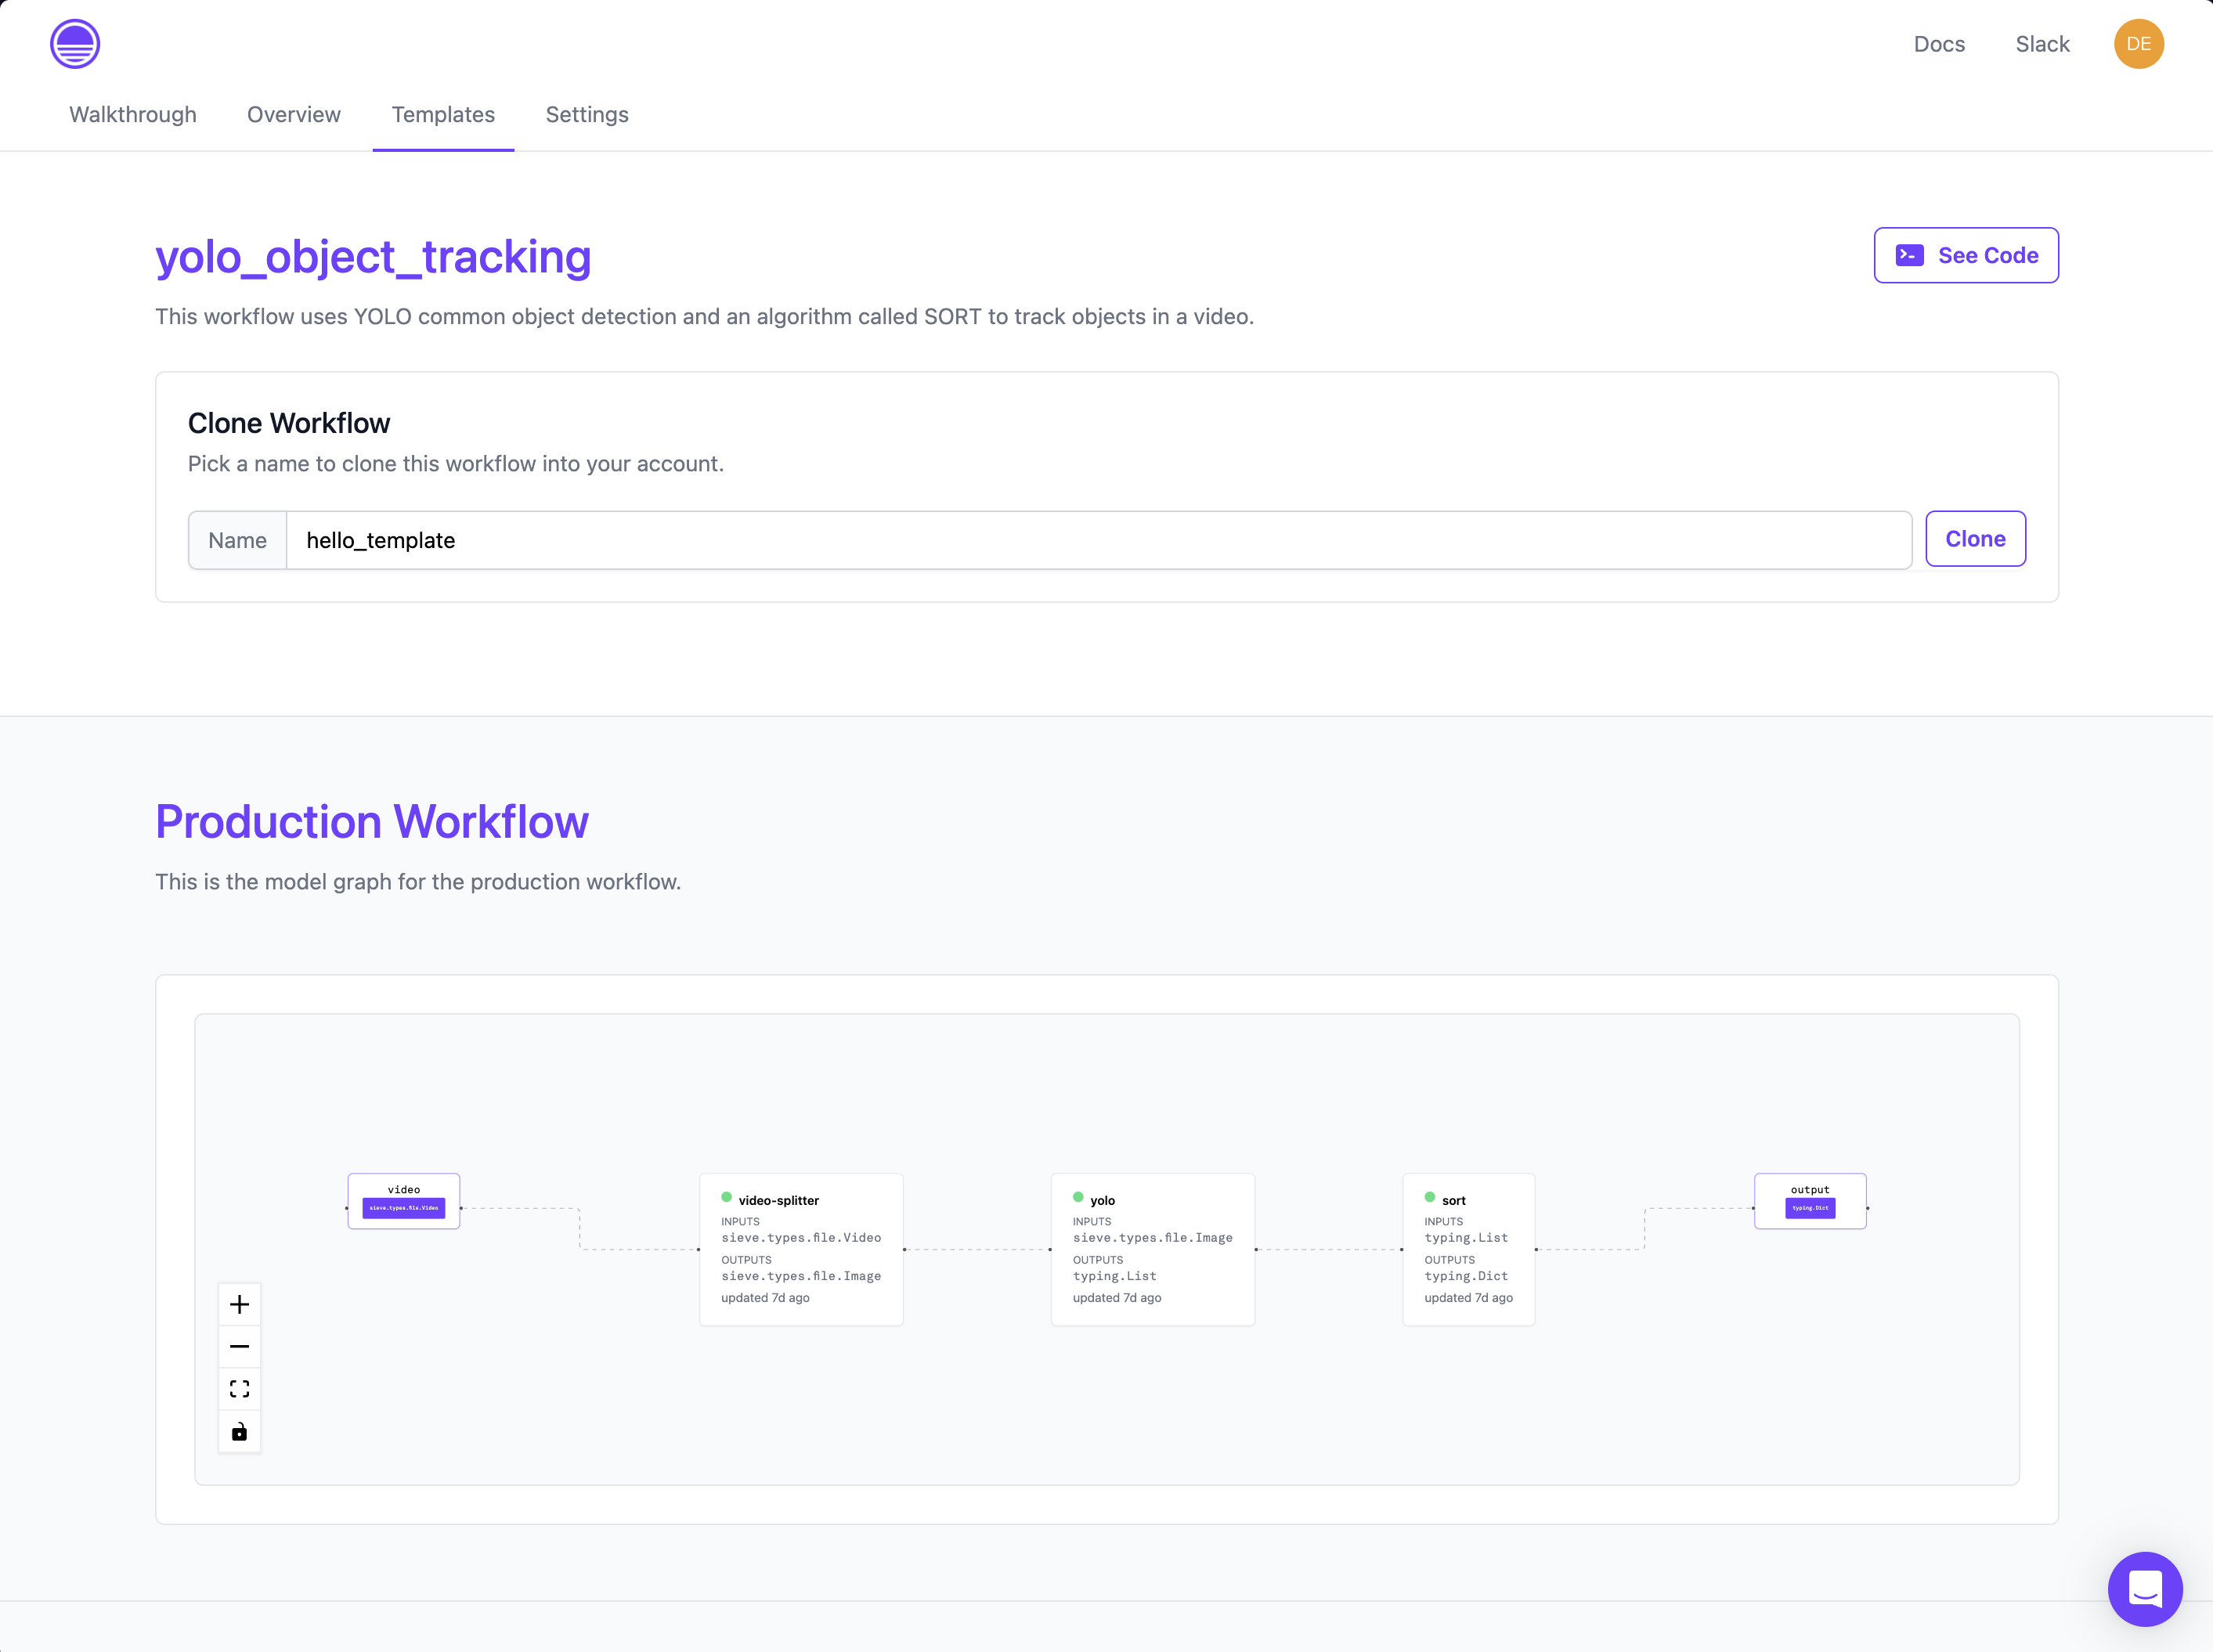 Docs
Slack
DE
Walkthrough
Overview
Templates
Settings
yolo_object_tracking
See Code
This workflow uses YOLO common object detection and an algorithm called SORT to track objects in a video.
Clone Workflow
Pick a name to clone this workflow into your account.
Name
hello_template
Clone
Production Workflow
This is the model graph for the production workflow.
video
sieve.types.file.Video
video-splitter
INPUTS
sieve.types.file.Video
OUTPUTS
sieve.types.file.Image
updated 7d ago
yolo
INPUTS
sieve.types.file.Image
OUTPUTS
typing.List
updated 7d ago
sort
INPUTS
typing.List
OUTPUTS
typing.Dict
updated 7d ago
output
typing.Dict